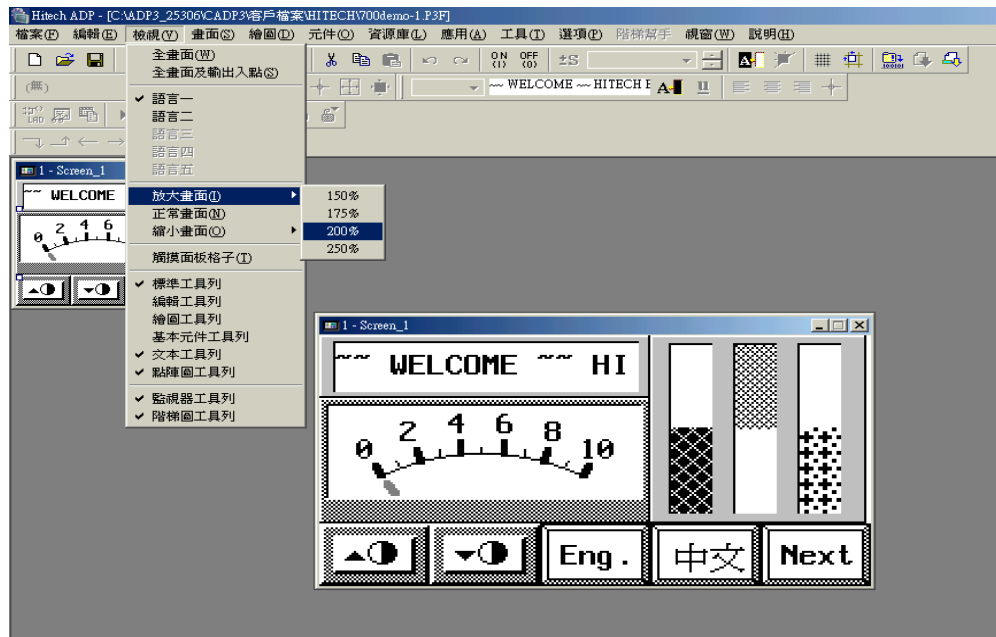 Hitech ADP - [C:\ADP3_25306\CADP3\客戶檔案\HITECH\700demo-1.P3F]
檔案(F) 編輯(E) 檢視(V) 畫面(S) 繪圖(D) 元件(O) 資源庫(L) 應用(A) 工具(T) 選項(P) 階梯幫手 視窗(W) 說明(H)
全畫面(W)
全畫面及輸出入點(S)
語言一
語言二
語言三
語言四
語言五
放大畫面(I)
正常畫面(N)
縮小畫面(O)
觸摸面板格子(T)
標準工具列
編輯工具列
繪圖工具列
基本元件工具列
文本工具列
點陣圖工具列
監視器工具列
階梯圖工具列
150%
175%
200%
250%
ON OFF
(1) (0)
±S
A
(無)
~~ WELCOME ~~ HITECH E
A
U
LAD
1 - Screen_1
~~ WELCOME
0 2 4 6
1 - Screen_1
~~ WELCOME ~~ HI
0 2 4 6 8 10
Eng. 中文 Next